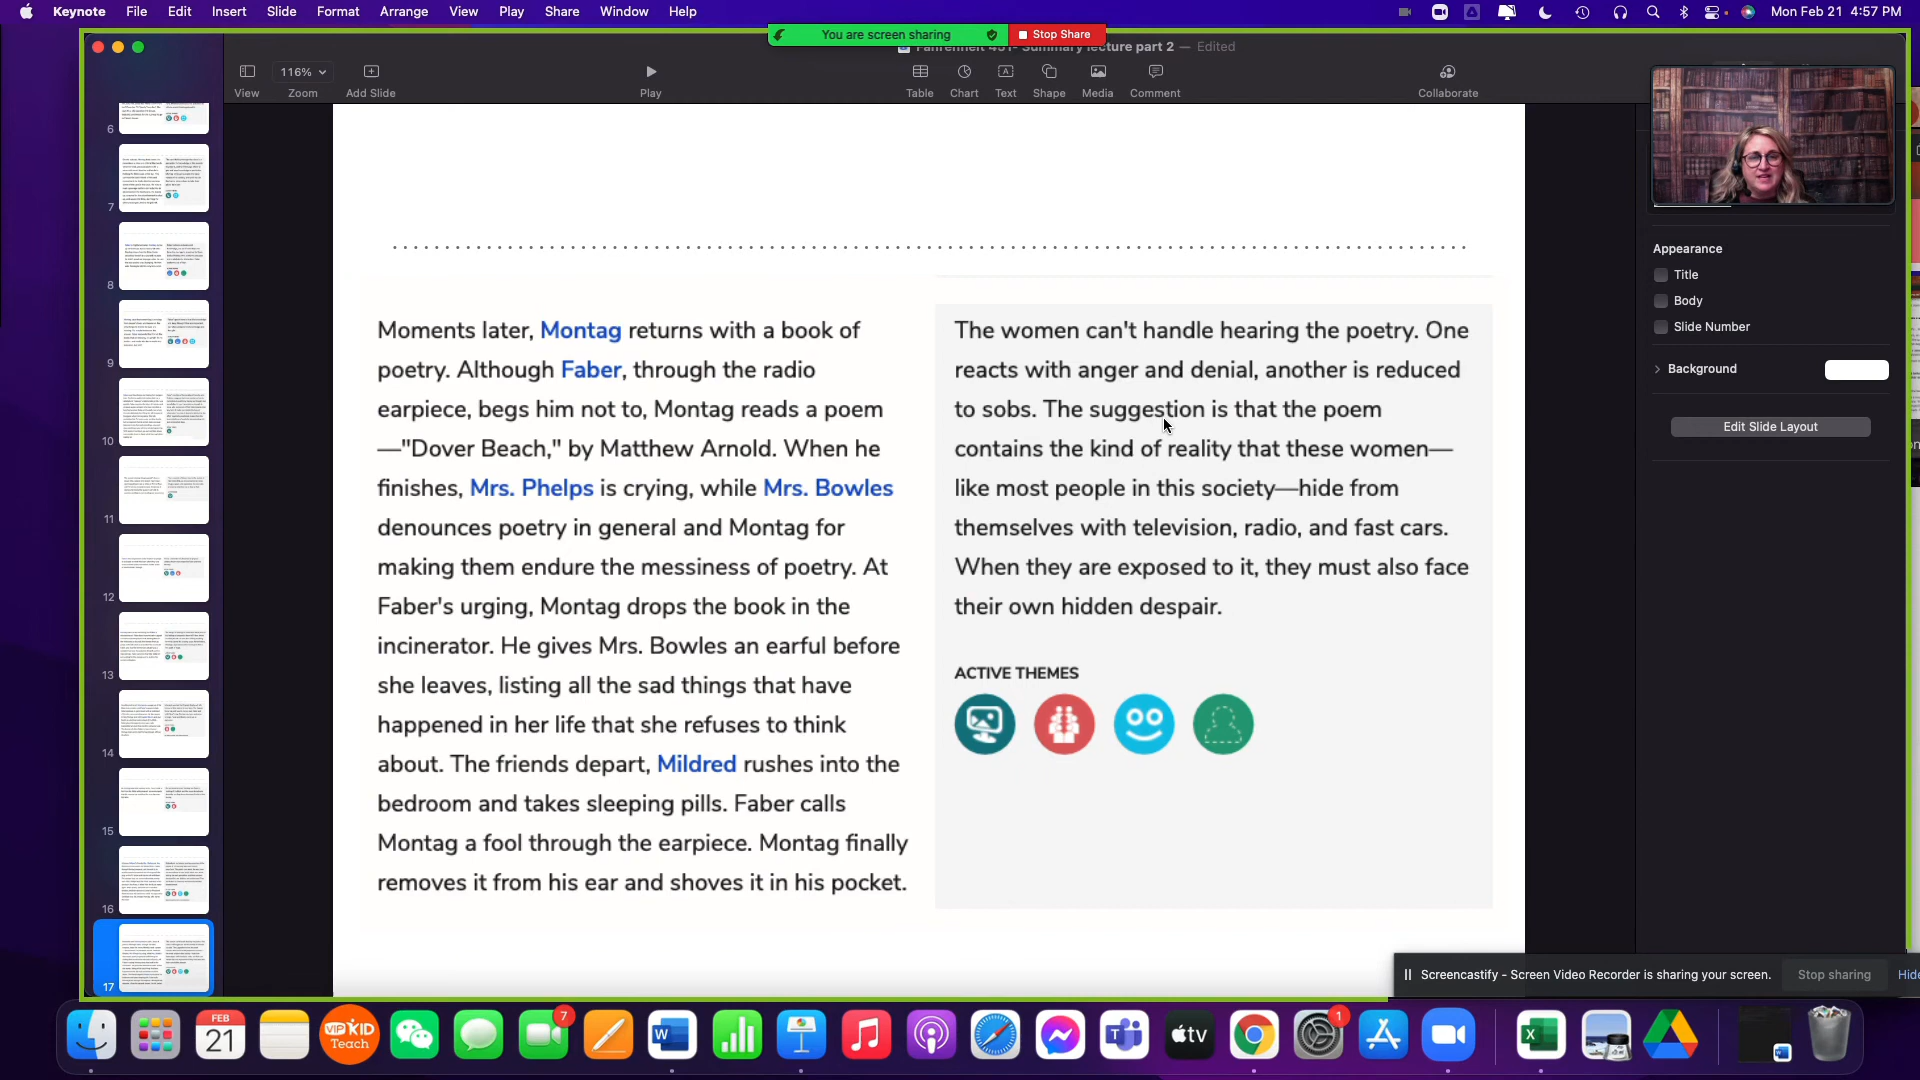 Keynote File Edit Insert Slide Format Arrange View Play Share Window Help
Mon Feb 21 4:57 PM
You are screen sharing
Stop Share
Fahrenheit 451- Summary lecture part 2 — Edited
116%
View Zoom Add Slide
Play
Table Chart Text Shape Media Comment
Collaborate
6
7
8
9
10
11
12
13
14
15
16
17
Moments later, Montag returns with a book of
poetry. Although Faber, through the radio
earpiece, begs him not to, Montag reads a poem
—"Dover Beach," by Matthew Arnold. When he
finishes, Mrs. Phelps is crying, while Mrs. Bowles
denounces poetry in general and Montag for
making them endure the messiness of poetry. At
Faber's urging, Montag drops the book in the
incinerator. He gives Mrs. Bowles an earful before
she leaves, listing all the sad things that have
happened in her life that she refuses to think
about. The friends depart, Mildred rushes into the
bedroom and takes sleeping pills. Faber calls
Montag a fool through the earpiece. Montag finally
removes it from his ear and shoves it in his pocket.
The women can't handle hearing the poetry. One
reacts with anger and denial, another is reduced
to sobs. The suggestion is that the poem
contains the kind of reality that these women—
like most people in this society—hide from
themselves with television, radio, and fast cars.
When they are exposed to it, they must also face
their own hidden despair.
ACTIVE THEMES
Appearance
Title
Body
Slide Number
Background
Edit Slide Layout
Screencastify - Screen Video Recorder is sharing your screen.
Stop sharing
Hide
FEB
21
VIPKID
Teach
7
tv
1